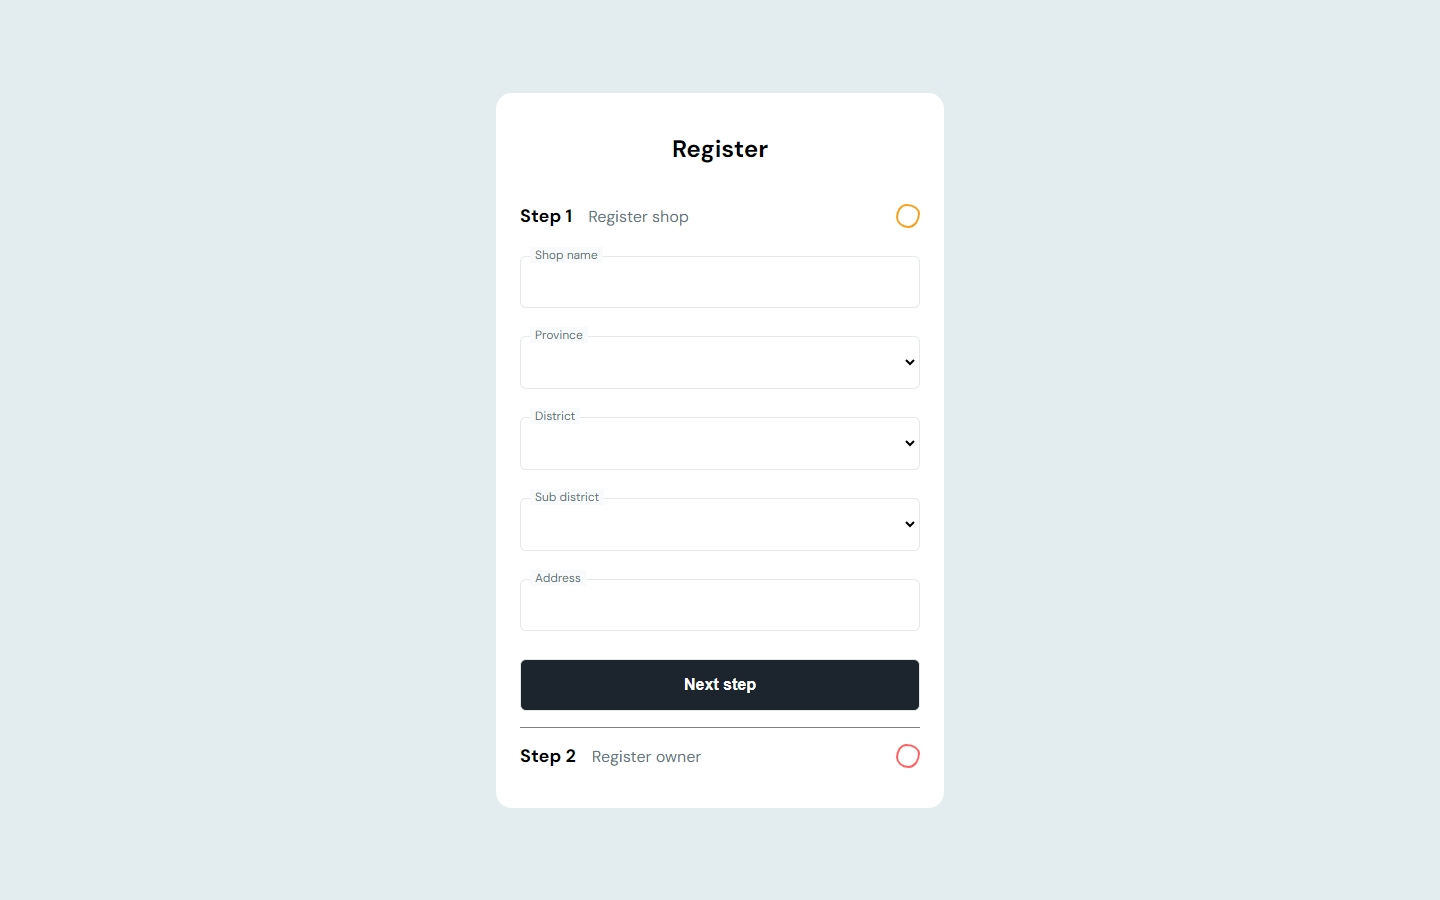 Register
Step 1 Register shop
Shop name
Province
District
Sub district
Address
Next step
Step 2 Register owner